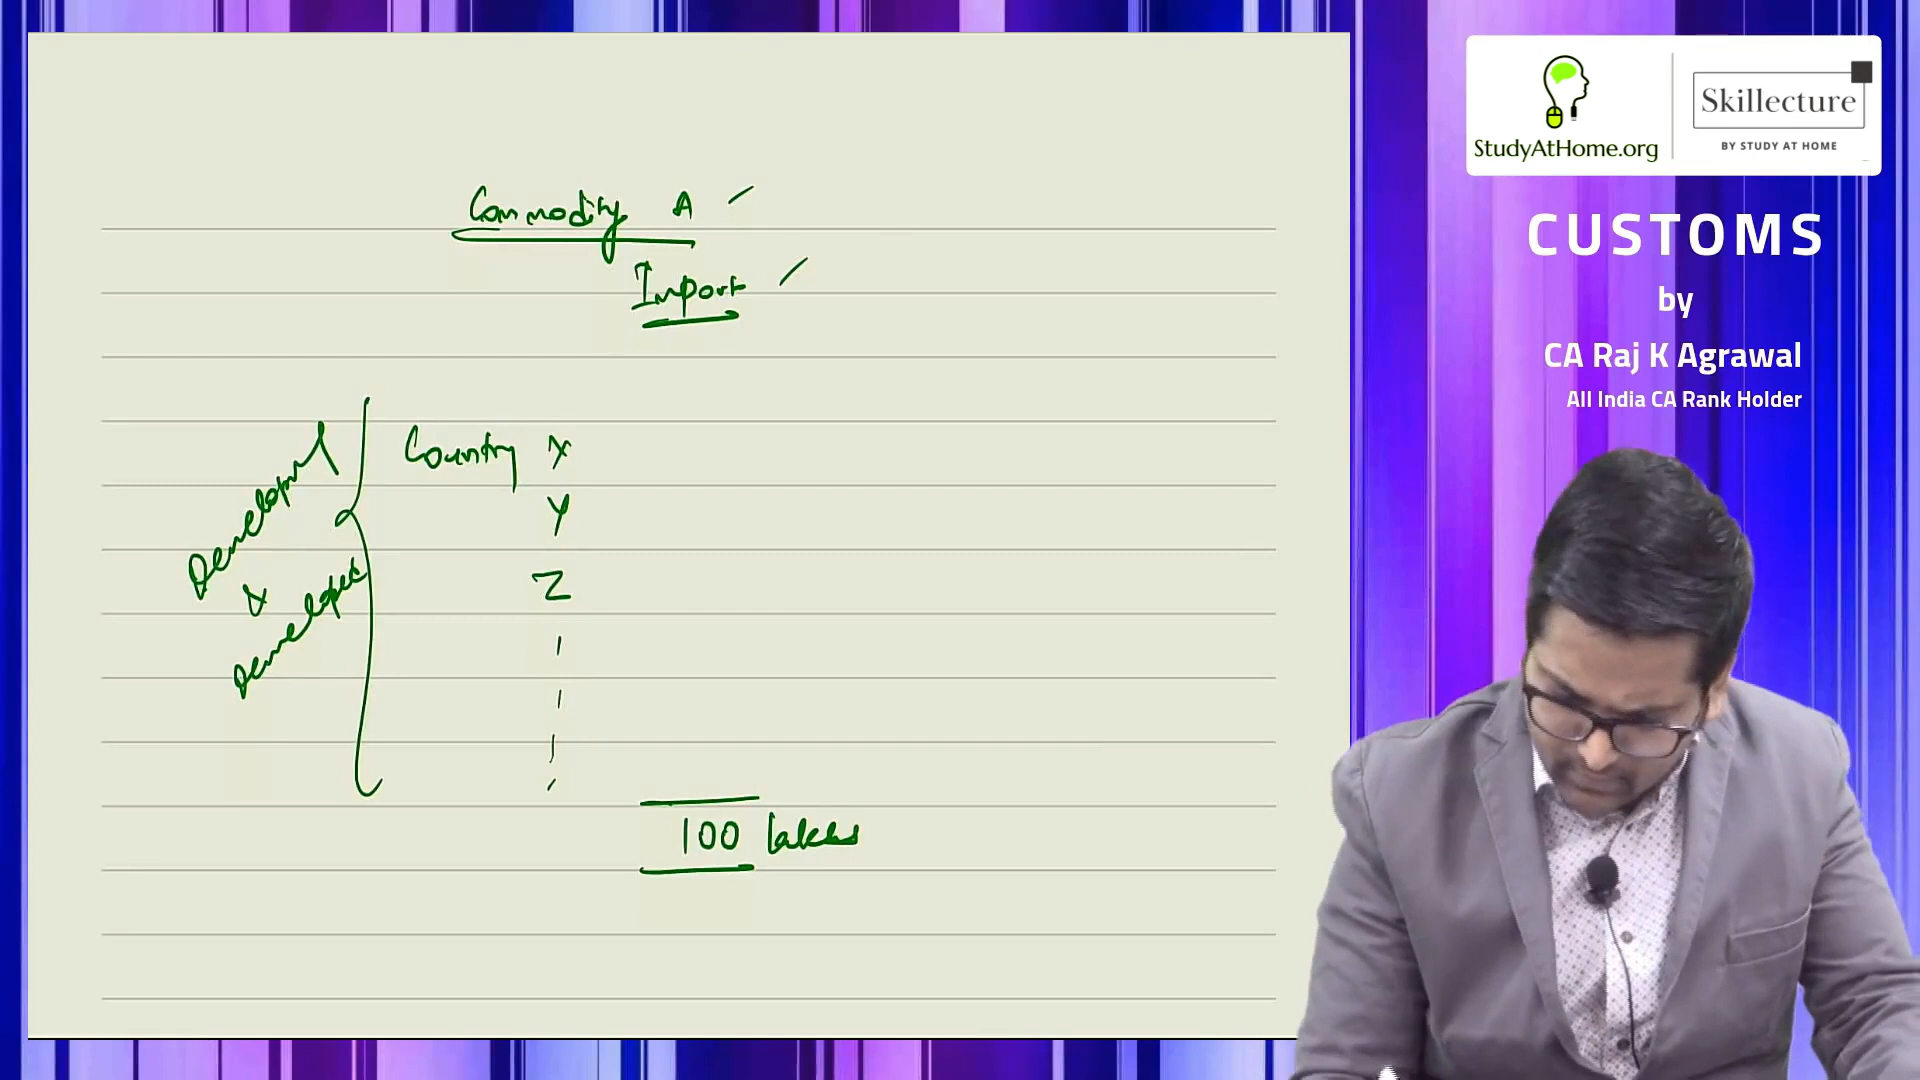 Commodity A
Import
Country X
Y
Z
100 lakhs
Developed
&
StudyAtHome.org
Skillecture
BY STUDY AT HOME
CUSTOMS
by
CA Raj K Agrawal
All India CA Rank Holder